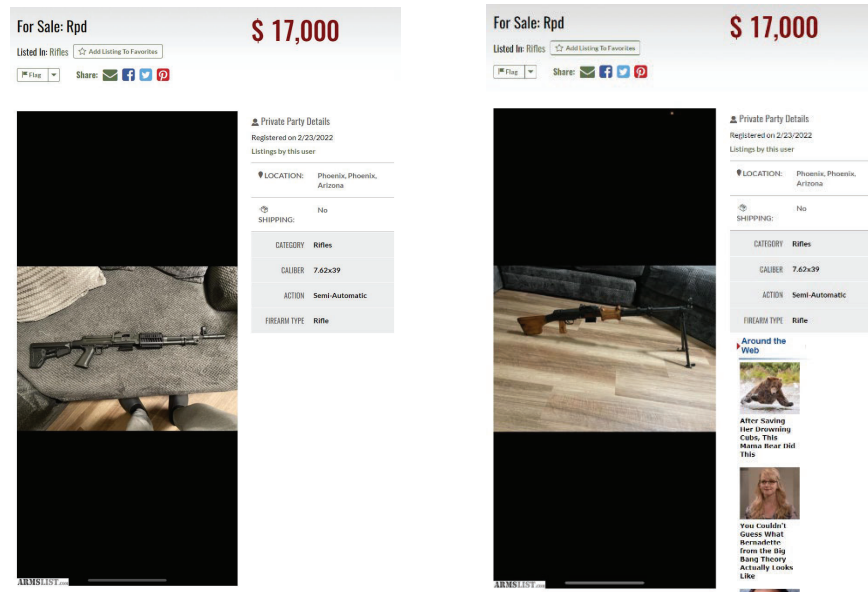 For Sale: Rpd
$ 17,000
Listed In: Rifles
Add Listing To Favorites
Flag
Share:
Private Party Details
Registered on 2/23/2022
Listings by this user
LOCATION: Phoenix, Phoenix,
Arizona
SHIPPING: No
CATEGORY Rifles
CALIBER 7.62x39
ACTION Semi-Automatic
FIREARM TYPE Rifle
ARMSLIST.com
For Sale: Rpd
$ 17,000
Listed In: Rifles
Add Listing To Favorites
Flag
Share:
Private Party Details
Registered on 2/23/2022
Listings by this user
LOCATION: Phoenix, Phoenix,
Arizona
SHIPPING: No
CATEGORY Rifles
CALIBER 7.62x39
ACTION Semi-Automatic
FIREARM TYPE Rifle
Around the
Web
After Saving
Her Drowning
Cubs, This
Mama Bear Did
This
You Couldn't
Guess What
Bernadette
from the Big
Bang Theory
Actually Looks
Like
ARMSLIST.com